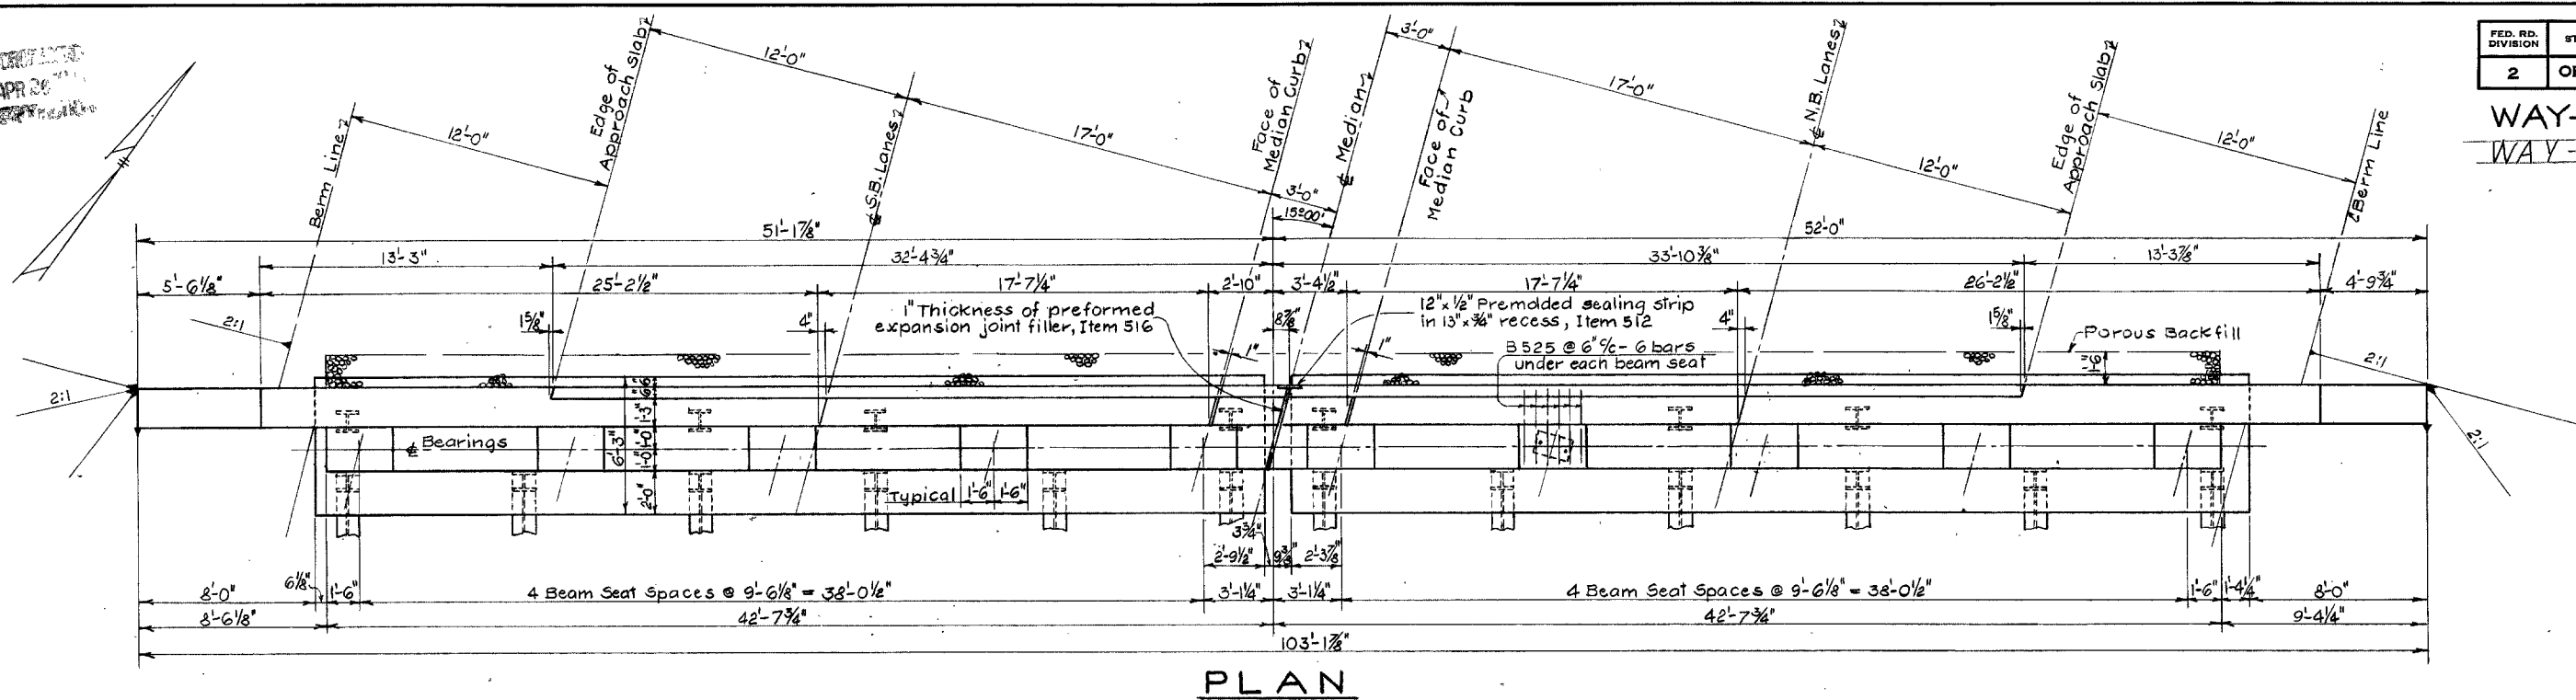 APR 26
FED. RD. DIVISION
2
WAY-
WAY-
Berm Line
12'-0"
Edge of Approach Slab
12'-0"
℄ S.B. Lanes
17'-0"
Face of Median Curb
3'-0"
15°00'
℄ Median
3'-0"
Face of Median Curb
17'-0"
℄ N.B. Lanes
12'-0"
Edge of Approach Slab
12'-0"
Berm Line
51'-1⅞"
52'-0"
13'-3"
32'-4¾"
33'-10⅜"
13'-3⅞"
5'-6⅛"
25'-2½"
17'-7¼"
2'-10"
3'-4½"
17'-7¼"
26'-2½"
4'-9¾"
2:1
1⅝"
4"
1" Thickness of preformed
expansion joint filler, Item 516
8⅞"
12"x½" Premolded sealing strip
in 13"x¾" recess, Item 512
4"
1⅝"
Porous Backfill
2:1
1"
1"
B525 @ 6" c/c - 6 bars
under each beam seat
2:1
2:1
℄ Bearings
6'-3"
6"
1'-3"
1'-0"
1'-0"
2'-0"
Typical
1'-6"
1'-6"
3¾"
2'-9½"
9⅜"
2'-3⅞"
8'-0"
6⅛"
1'-6"
4 Beam Seat Spaces @ 9'-6⅛" = 38'-0½"
3'-1¼"
3'-1¼"
4 Beam Seat Spaces @ 9'-6⅛" = 38'-0½"
1'-6"
1'-4¼"
8'-0"
8'-6⅛"
42'-7¾"
42'-7¾"
9'-4¼"
103'-1⅞"
PLAN